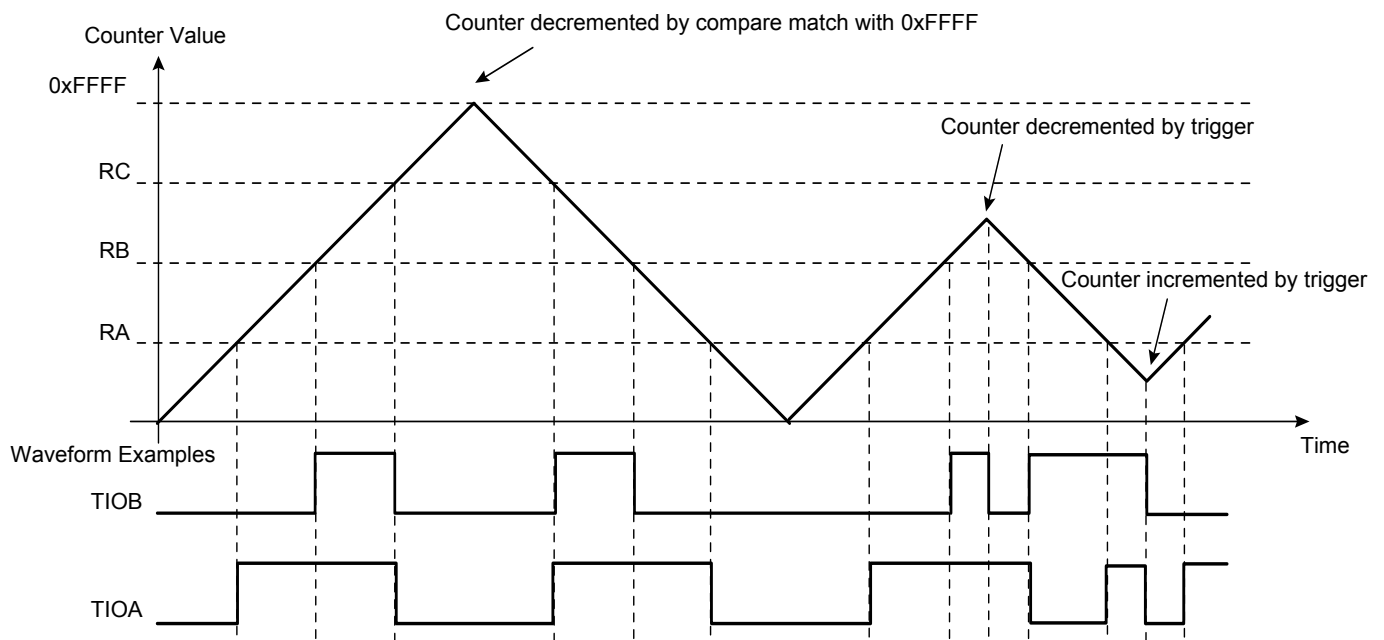 Counter decremented by compare match with 0xFFFF
Counter Value
0xFFFF
Counter decremented by trigger
RC
RB
Counter incremented by trigger
RA
Time
Waveform Examples
TIOB
TIOA